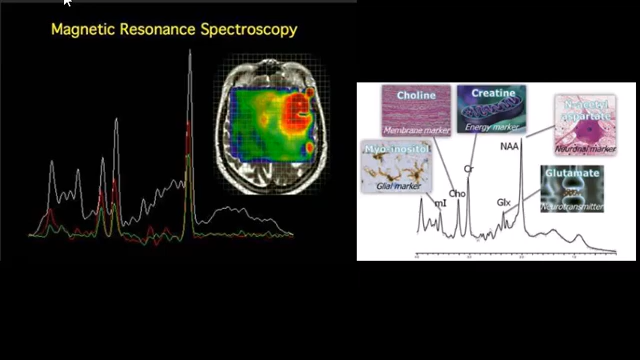 Magnetic Resonance Spectroscopy
Choline
Membrane marker
Creatine
Energy marker
N-acetyl
aspartate
Neuronal marker
Myo-inositol
Glial marker
Glutamate
Neurotransmitter
NAA
Cr
Cho
mI
Glx